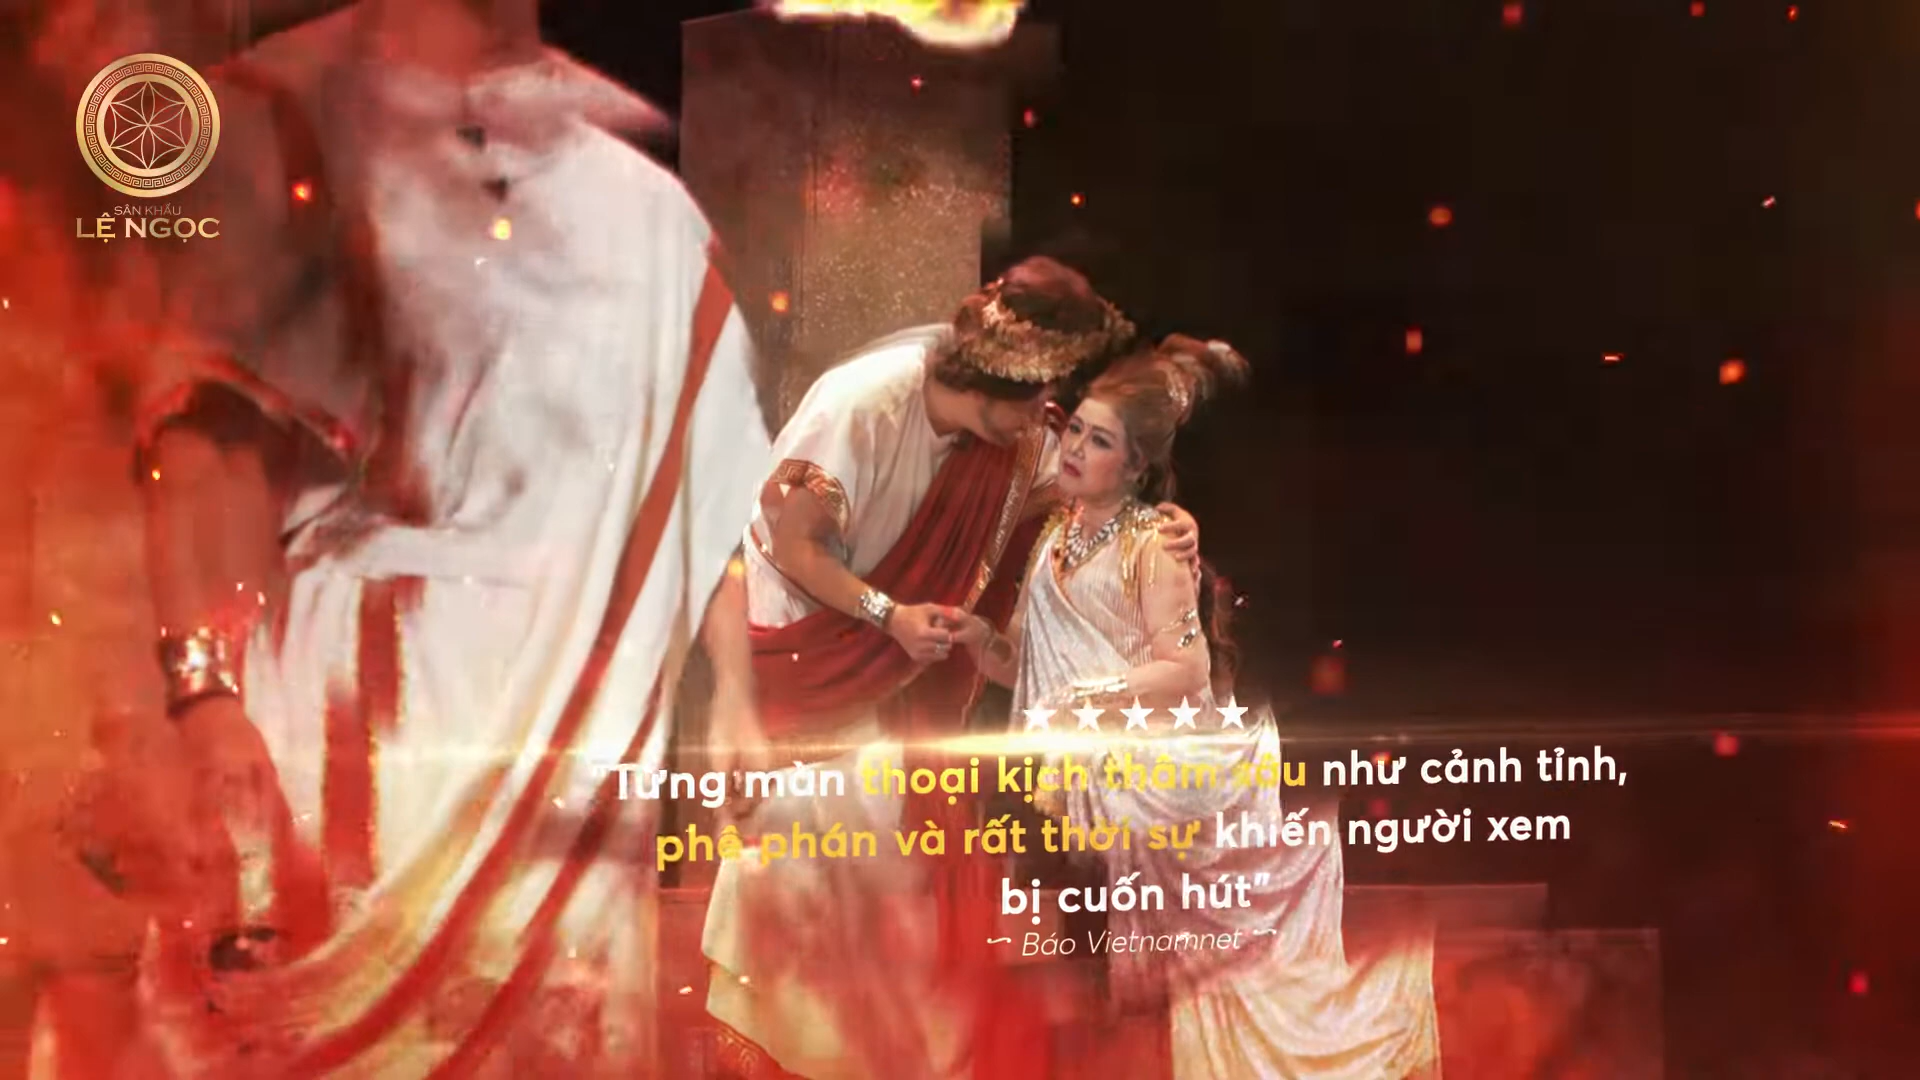 SÂN KHẤU
LỆ NGỌC
"Từng màn thoại kịch thâm sâu như cảnh tỉnh,
phê phán và rất thời sự khiến người xem
bị cuốn hút"
~ Báo Vietnamnet ~